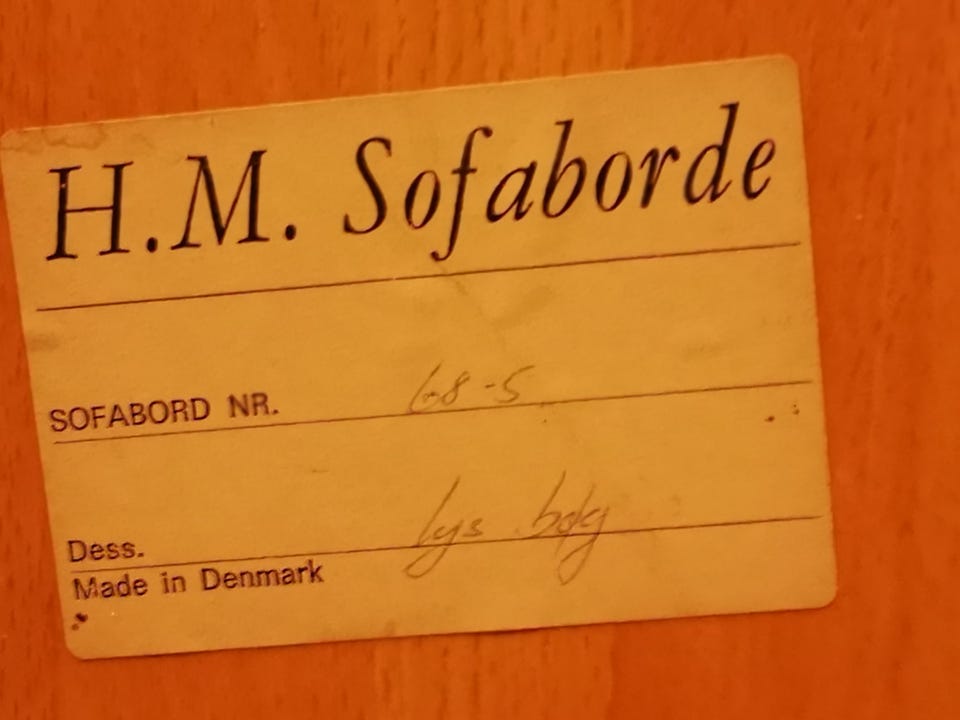 H.M. Sofaborde
SOFABORD NR. 68-5
Dess. lys bøg
Made in Denmark